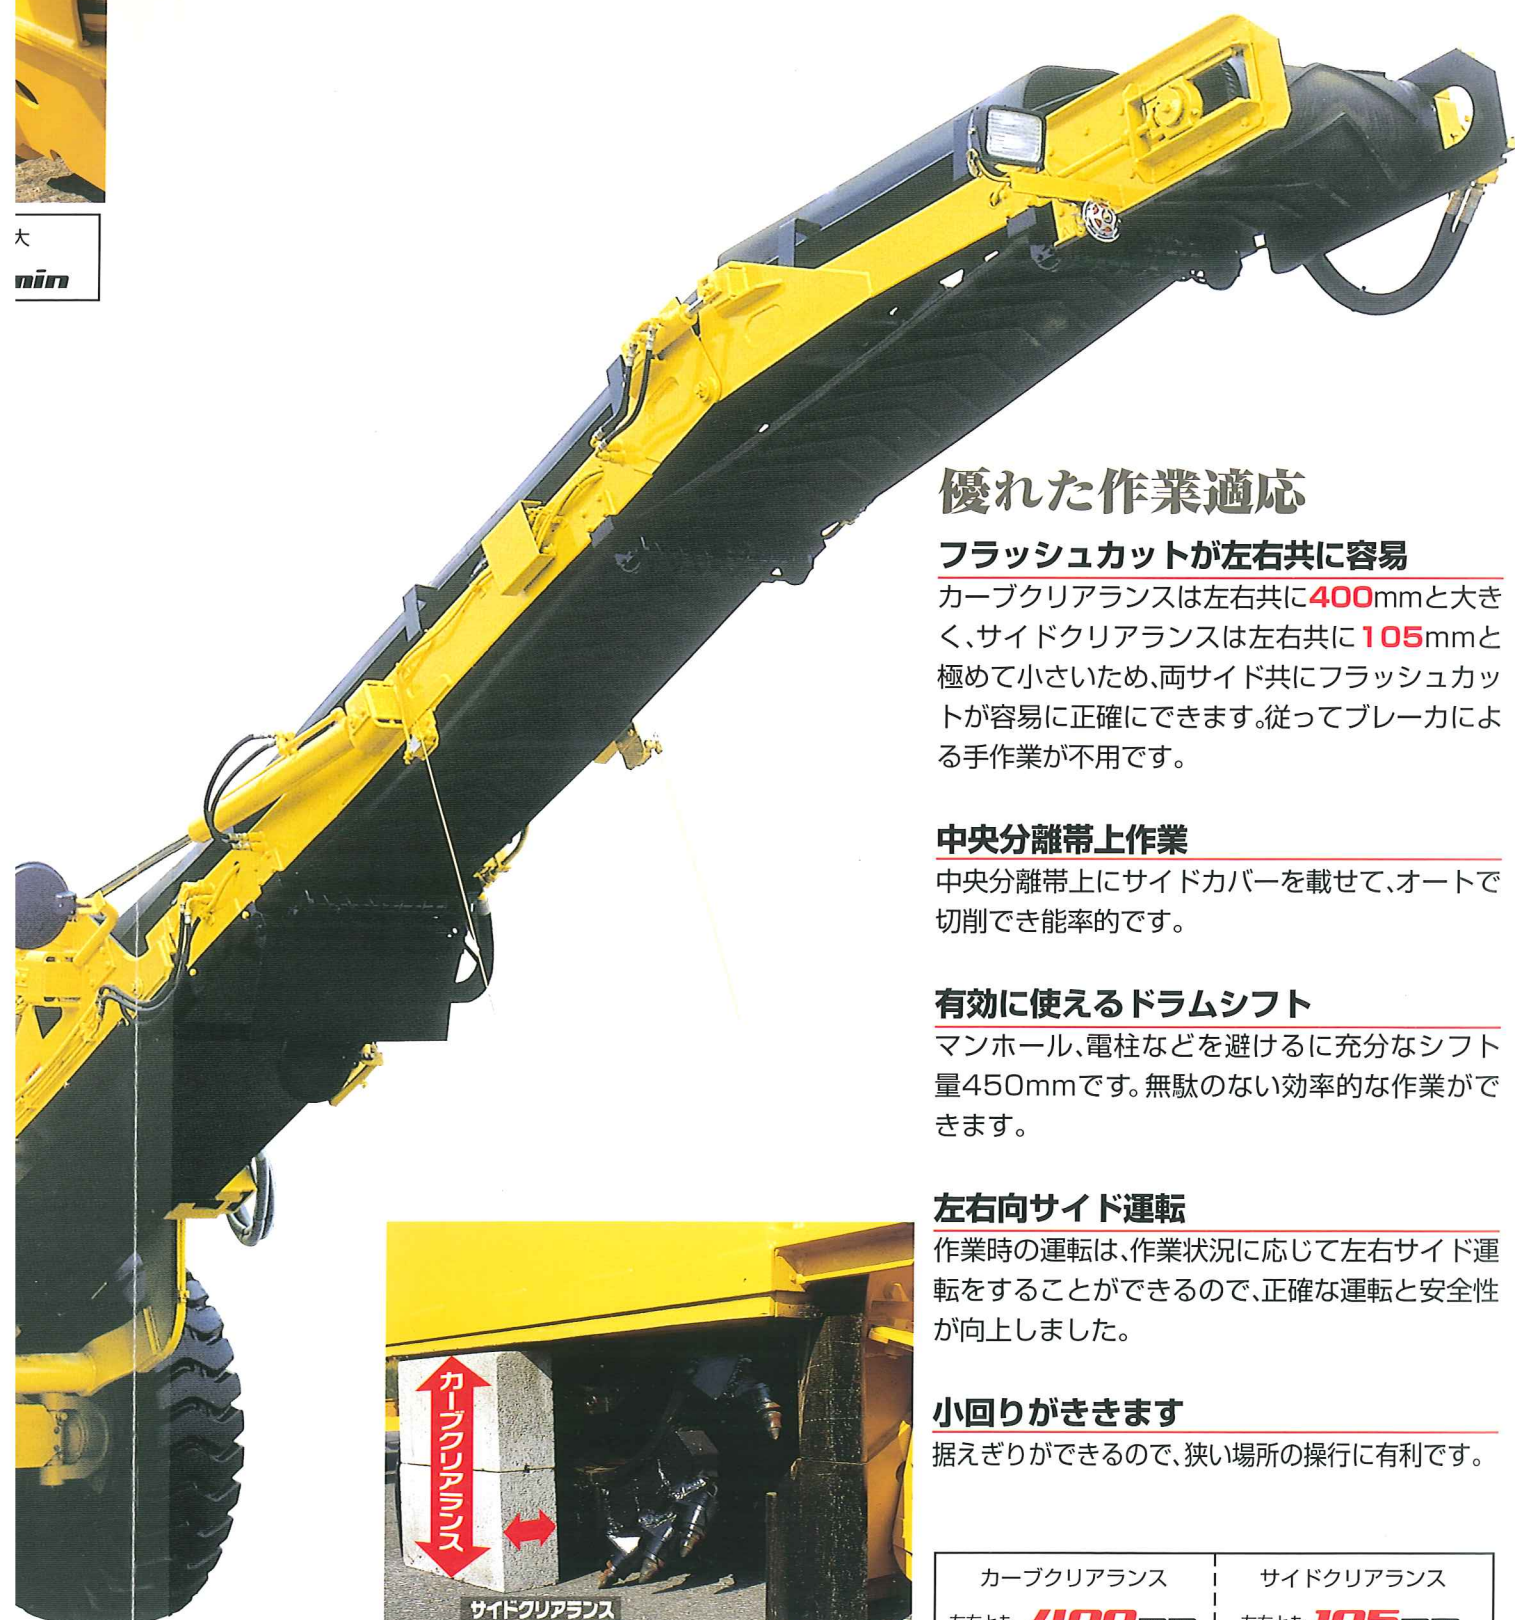 大
min
優れた作業適応
フラッシュカットが左右共に容易
カーブクリアランスは左右共に400mmと大き
く、サイドクリアランスは左右共に105mmと
極めて小さいため、両サイド共にフラッシュカッ
トが容易に正確にできます。従ってブレーカによ
る手作業が不用です。
中央分離帯上作業
中央分離帯上にサイドカバーを載せて、オートで
切削でき能率的です。
有効に使えるドラムシフト
マンホール、電柱などを避けるに充分なシフト
量450mmです。無駄のない効率的な作業がで
きます。
左右向サイド運転
作業時の運転は、作業状況に応じて左右サイド運
転をすることができるので、正確な運転と安全性
が向上しました。
小回りがききます
据えぎりができるので、狭い場所の操行に有利です。
カーブクリアランス
サイドクリアランス
カーブクリアランス
左右とも 400mm
サイドクリアランス
左右とも 105mm